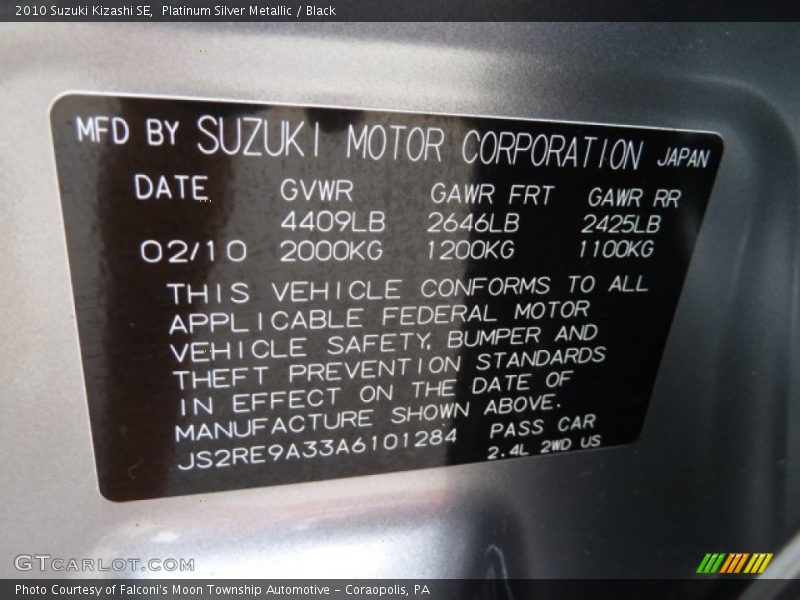 2010 Suzuki Kizashi SE,  Platinum Silver Metallic / Black
MFD BY SUZUKI MOTOR CORPORATION JAPAN
DATE GVWR GAWR FRT GAWR RR
4409LB 2646LB 2425LB
02/10 2000KG 1200KG 1100KG
THIS VEHICLE CONFORMS TO ALL
APPLICABLE FEDERAL MOTOR
VEHICLE SAFETY, BUMPER AND
THEFT PREVENTION STANDARDS
IN EFFECT ON THE DATE OF
MANUFACTURE SHOWN ABOVE.
JS2RE9A33A6101284 PASS CAR
2.4L 2WD US
GTCARLOT.COM
Photo Courtesy of Falconi's Moon Township Automotive - Coraopolis, PA